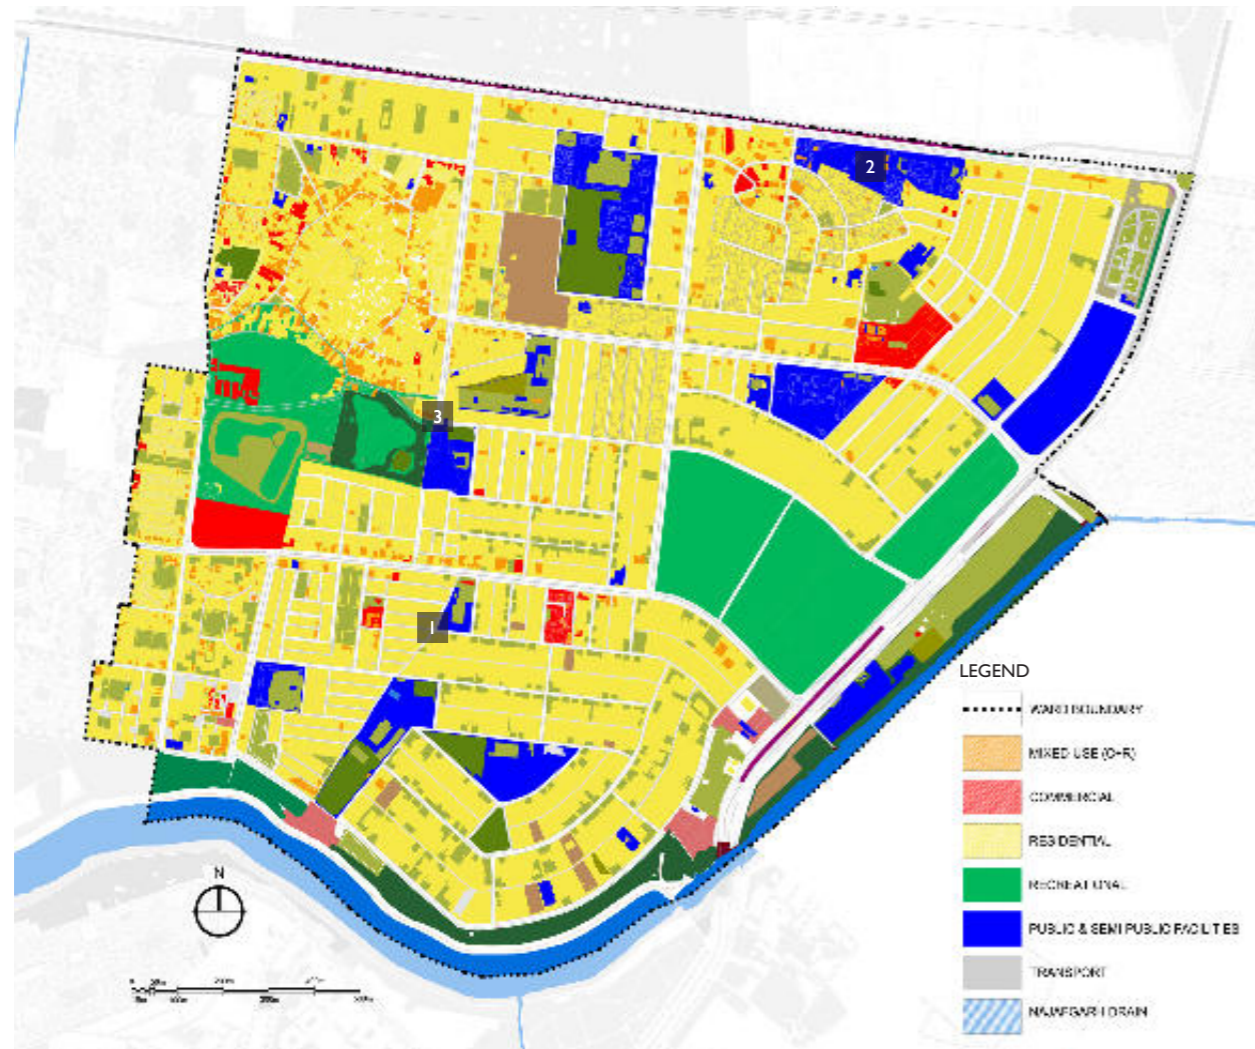 2
3
1
LEGEND
WARD BOUNDARY
MIXED USE (C+R)
COMMERCIAL
RESIDENTIAL
RECREATIONAL
PUBLIC & SEMI PUBLIC FACILITIES
TRANSPORT
NAJAFGARH DRAIN
N